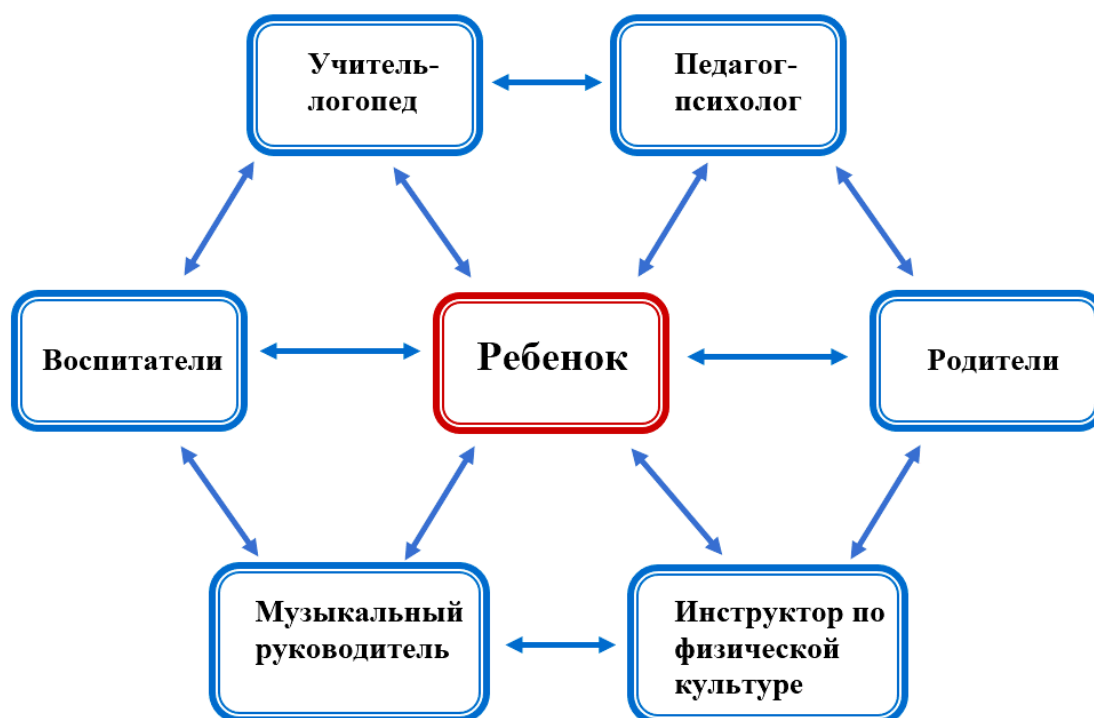 Учитель-
логопед
Педагог-
психолог
Воспитатели
Ребенок
Родители
Музыкальный
руководитель
Инструктор по
физической
культуре